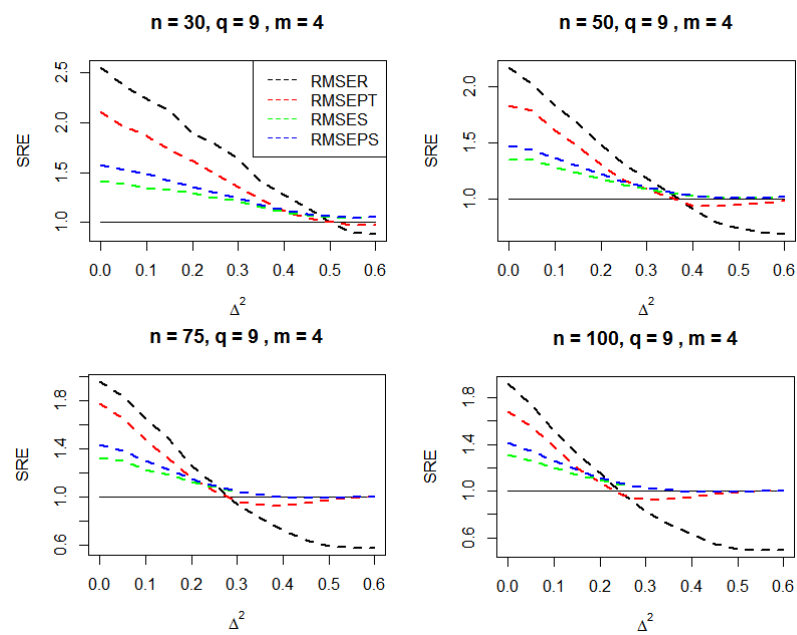 n = 30, q = 9 , m = 4
SRE
2.5
2.0
1.5
1.0
RMSER
RMSEPT
RMSES
RMSEPS
0.0 0.1 0.2 0.3 0.4 0.5 0.6
Δ²
n = 50, q = 9 , m = 4
SRE
2.0
1.5
1.0
0.0 0.1 0.2 0.3 0.4 0.5 0.6
Δ²
n = 75, q = 9 , m = 4
SRE
1.8
1.4
1.0
0.6
0.0 0.1 0.2 0.3 0.4 0.5 0.6
Δ²
n = 100, q = 9 , m = 4
SRE
1.8
1.4
1.0
0.6
0.0 0.1 0.2 0.3 0.4 0.5 0.6
Δ²